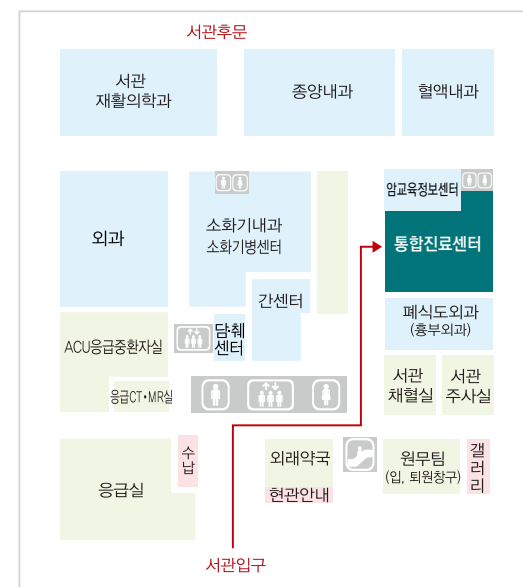 서관후문
서관
재활의학과
종양내과
혈액내과
암교육정보센터
외과
소화기내과
소화기병센터
통합진료센터
간센터
폐식도외과
(흉부외과)
담췌
센터
ACU응급중환자실
응급CT·MR실
서관
채혈실
서관
주사실
수납
응급실
외래약국
현관안내
원무팀
(입, 퇴원창구)
갤러리
서관입구